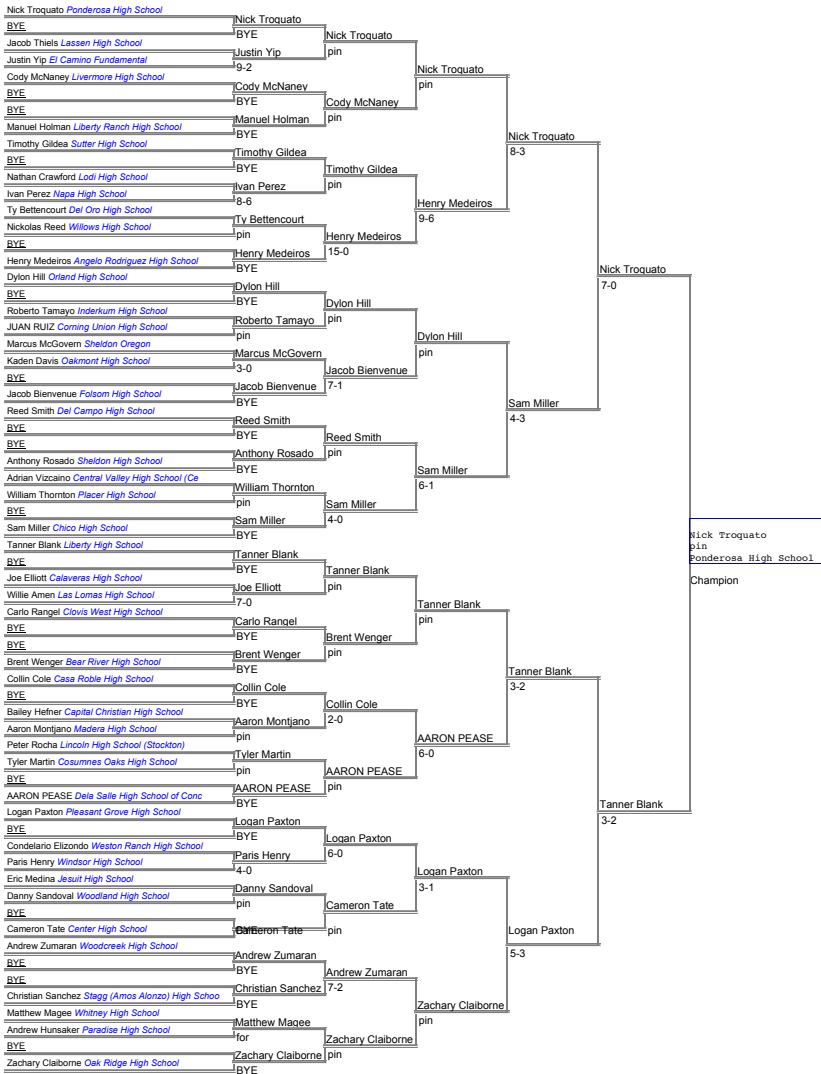 Nick Troquato Ponderosa High School
BYE
Jacob Thiels Lassen High School
Justin Yip El Camino Fundamental
Cody McNaney Livermore High School
BYE
BYE
Manuel Holman Liberty Ranch High School
Timothy Gildea Sutter High School
BYE
Nathan Crawford Lodi High School
Ivan Perez Napa High School
Ty Bettencourt Del Oro High School
Nickolas Reed Willows High School
BYE
Henry Medeiros Angelo Rodriguez High School
Dylon Hill Orland High School
BYE
Roberto Tamayo Inderkum High School
JUAN RUIZ Corning Union High School
Marcus McGovern Sheldon Oregon
Kaden Davis Oakmont High School
BYE
Jacob Bienvenue Folsom High School
Reed Smith Del Campo High School
BYE
BYE
Anthony Rosado Sheldon High School
Adrian Vizcaino Central Valley High School (Ce
William Thornton Placer High School
BYE
Sam Miller Chico High School
Tanner Blank Liberty High School
BYE
Joe Elliott Calaveras High School
Willie Amen Las Lomas High School
Carlo Rangel Clovis West High School
BYE
BYE
Brent Wenger Bear River High School
Collin Cole Casa Roble High School
BYE
Bailey Hefner Capital Christian High School
Aaron Montjano Madera High School
Peter Rocha Lincoln High School (Stockton)
Tyler Martin Cosumnes Oaks High School
BYE
AARON PEASE Dela Salle High School of Conc
Logan Paxton Pleasant Grove High School
BYE
Condelario Elizondo Weston Ranch High School
Paris Henry Windsor High School
Eric Medina Jesuit High School
Danny Sandoval Woodland High School
BYE
Cameron Tate Center High School
Andrew Zumaran Woodcreek High School
BYE
BYE
Christian Sanchez Stagg (Amos Alonzo) High Schoo
Matthew Magee Whitney High School
Andrew Hunsaker Paradise High School
BYE
Zachary Claiborne Oak Ridge High School
Nick Troquato
BYE
Justin Yip
9-2
Cody McNaney
BYE
Manuel Holman
BYE
Timothy Gildea
BYE
Ivan Perez
8-6
Ty Bettencourt
pin
Henry Medeiros
BYE
Dylon Hill
BYE
Roberto Tamayo
pin
Marcus McGovern
3-0
Jacob Bienvenue
BYE
Reed Smith
BYE
Anthony Rosado
BYE
William Thornton
pin
Sam Miller
BYE
Tanner Blank
BYE
Joe Elliott
7-0
Carlo Rangel
BYE
Brent Wenger
BYE
Collin Cole
BYE
Aaron Montjano
pin
Tyler Martin
pin
AARON PEASE
BYE
Logan Paxton
BYE
Paris Henry
4-0
Danny Sandoval
pin
Cameron Tate
BYE
Andrew Zumaran
BYE
Christian Sanchez
BYE
Matthew Magee
for
Zachary Claiborne
BYE
Nick Troquato
pin
Cody McNaney
pin
Timothy Gildea
pin
Henry Medeiros
15-0
Dylon Hill
pin
Jacob Bienvenue
7-1
Reed Smith
pin
Sam Miller
4-0
Tanner Blank
pin
Brent Wenger
pin
Collin Cole
2-0
AARON PEASE
pin
Logan Paxton
6-0
Cameron Tate
pin
Andrew Zumaran
7-2
Zachary Claiborne
pin
Nick Troquato
pin
Henry Medeiros
9-6
Dylon Hill
pin
Sam Miller
6-1
Tanner Blank
pin
AARON PEASE
6-0
Logan Paxton
3-1
Zachary Claiborne
pin
Nick Troquato
8-3
Sam Miller
4-3
Tanner Blank
3-2
Logan Paxton
5-3
Nick Troquato
7-0
Tanner Blank
3-2
Nick Troquato
pin
Ponderosa High School
Champion